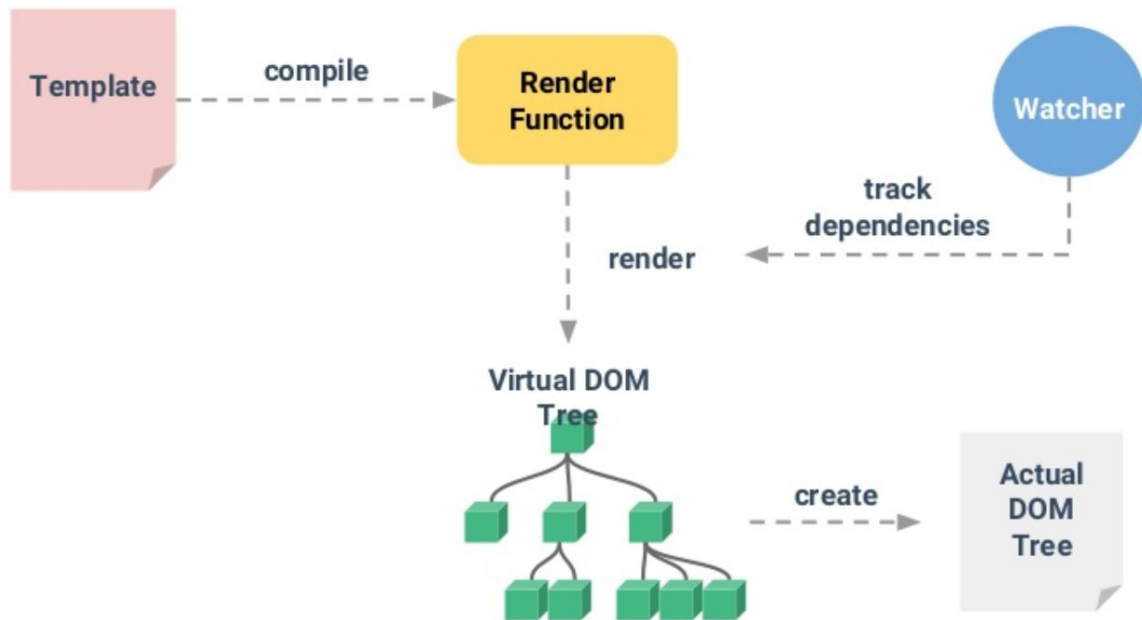 Template
compile
Render
Function
Watcher
track
dependencies
render
Virtual DOM
Tree
create
Actual
DOM
Tree